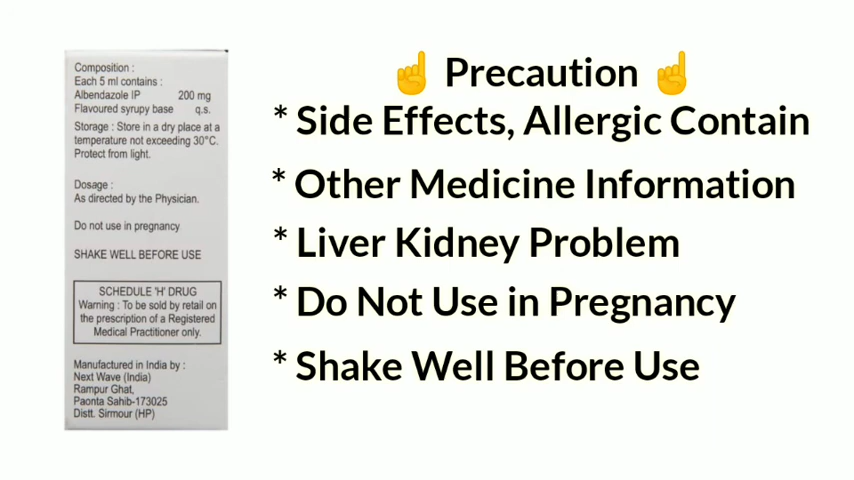 Composition :
Each 5 ml contains :
Albendazole IP 200 mg
Flavoured syrupy base q.s.
Storage : Store in a dry place at a
temperature not exceeding 30°C.
Protect from light.
Dosage :
As directed by the Physician.
Do not use in pregnancy
SHAKE WELL BEFORE USE
SCHEDULE 'H' DRUG
Warning : To be sold by retail on
the prescription of a Registered
Medical Practitioner only.
Manufactured in India by :
Next Wave (India)
Rampur Ghat,
Paonta Sahib-173025
Distt. Sirmour (HP)
☝ Precaution ☝
* Side Effects, Allergic Contain
* Other Medicine Information
* Liver Kidney Problem
* Do Not Use in Pregnancy
* Shake Well Before Use